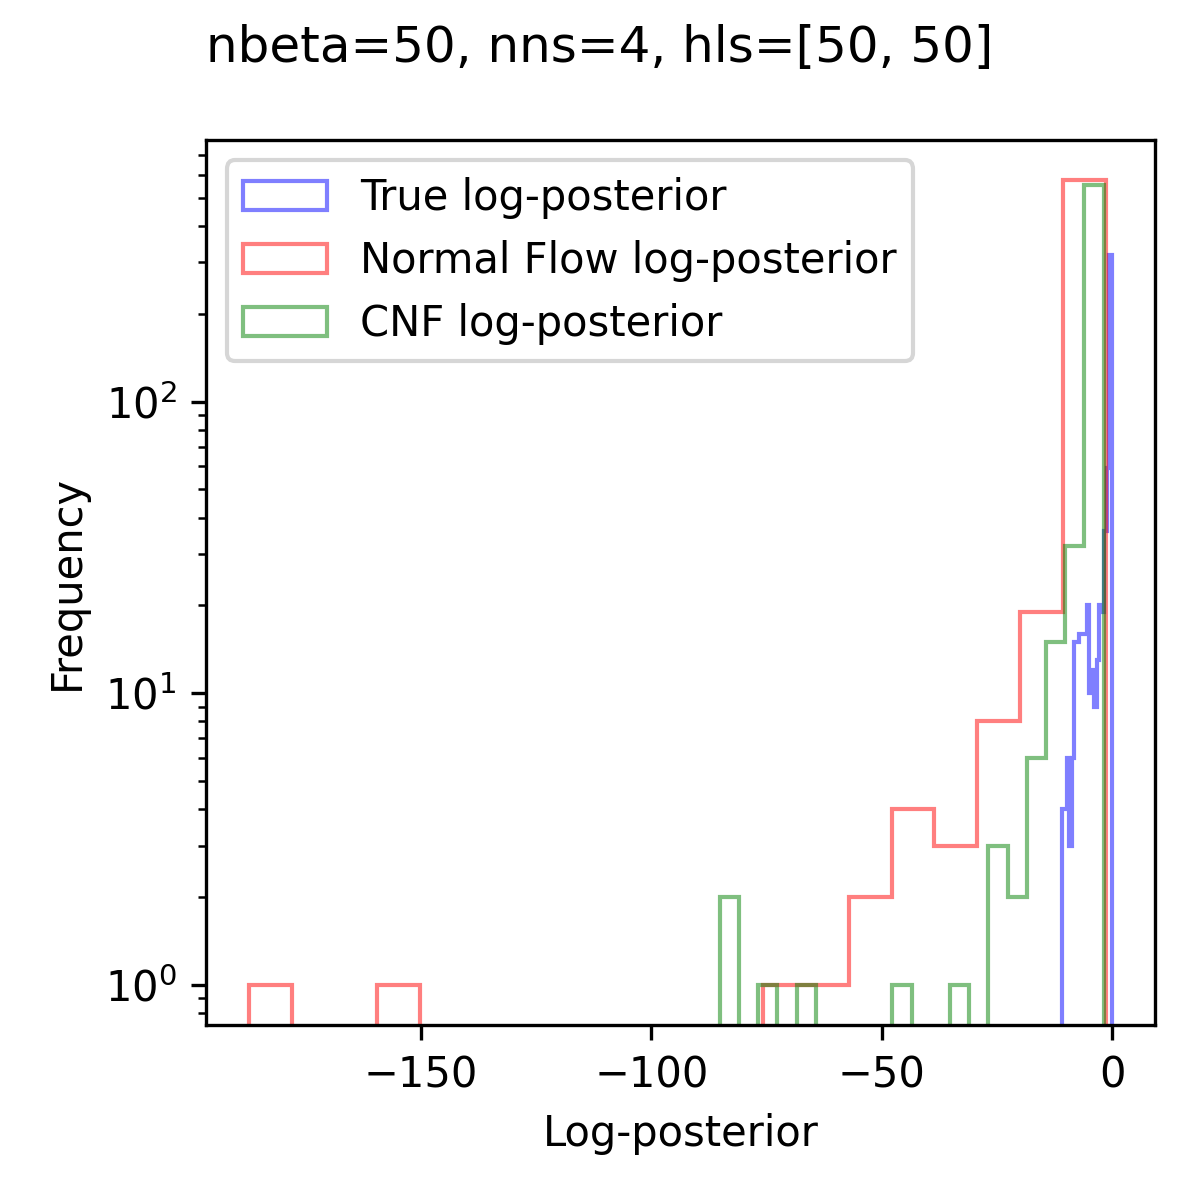 nbeta=50, nns=4, hls=[50, 50]
True log-posterior
Normal Flow log-posterior
CNF log-posterior
10²
10¹
10⁰
Frequency
−150 −100 −50 0
Log-posterior